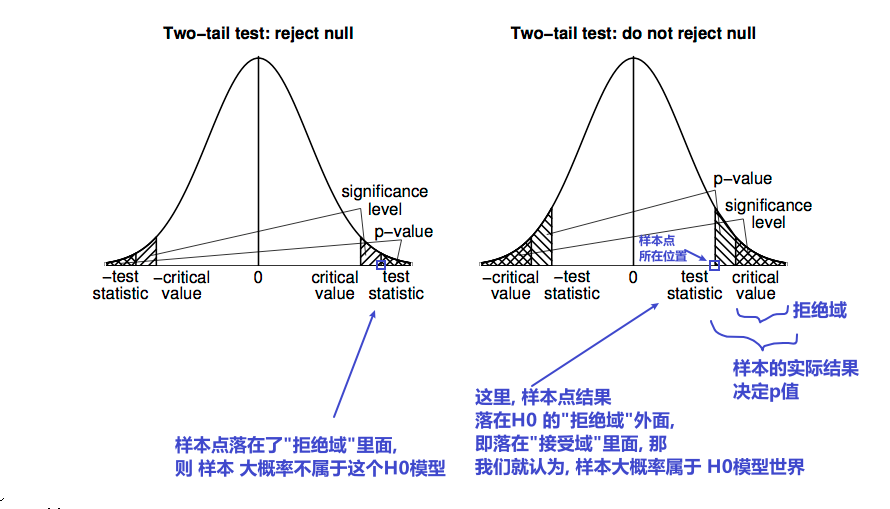 Two-tail test: reject null
significance
level
p-value
-test
statistic
-critical
value
0
critical
value
test
statistic
样本点落在了"拒绝域"里面,
则 样本 大概率不属于这个H0模型
Two-tail test: do not reject null
p-value
significance
level
样本点
所在位置
-critical
value
-test
statistic
0
test
statistic
critical
value
拒绝域
样本的实际结果
决定p值
这里, 样本点结果
落在H0 的"拒绝域"外面,
即落在"接受域"里面, 那
我们就认为, 样本大概率属于 H0模型世界